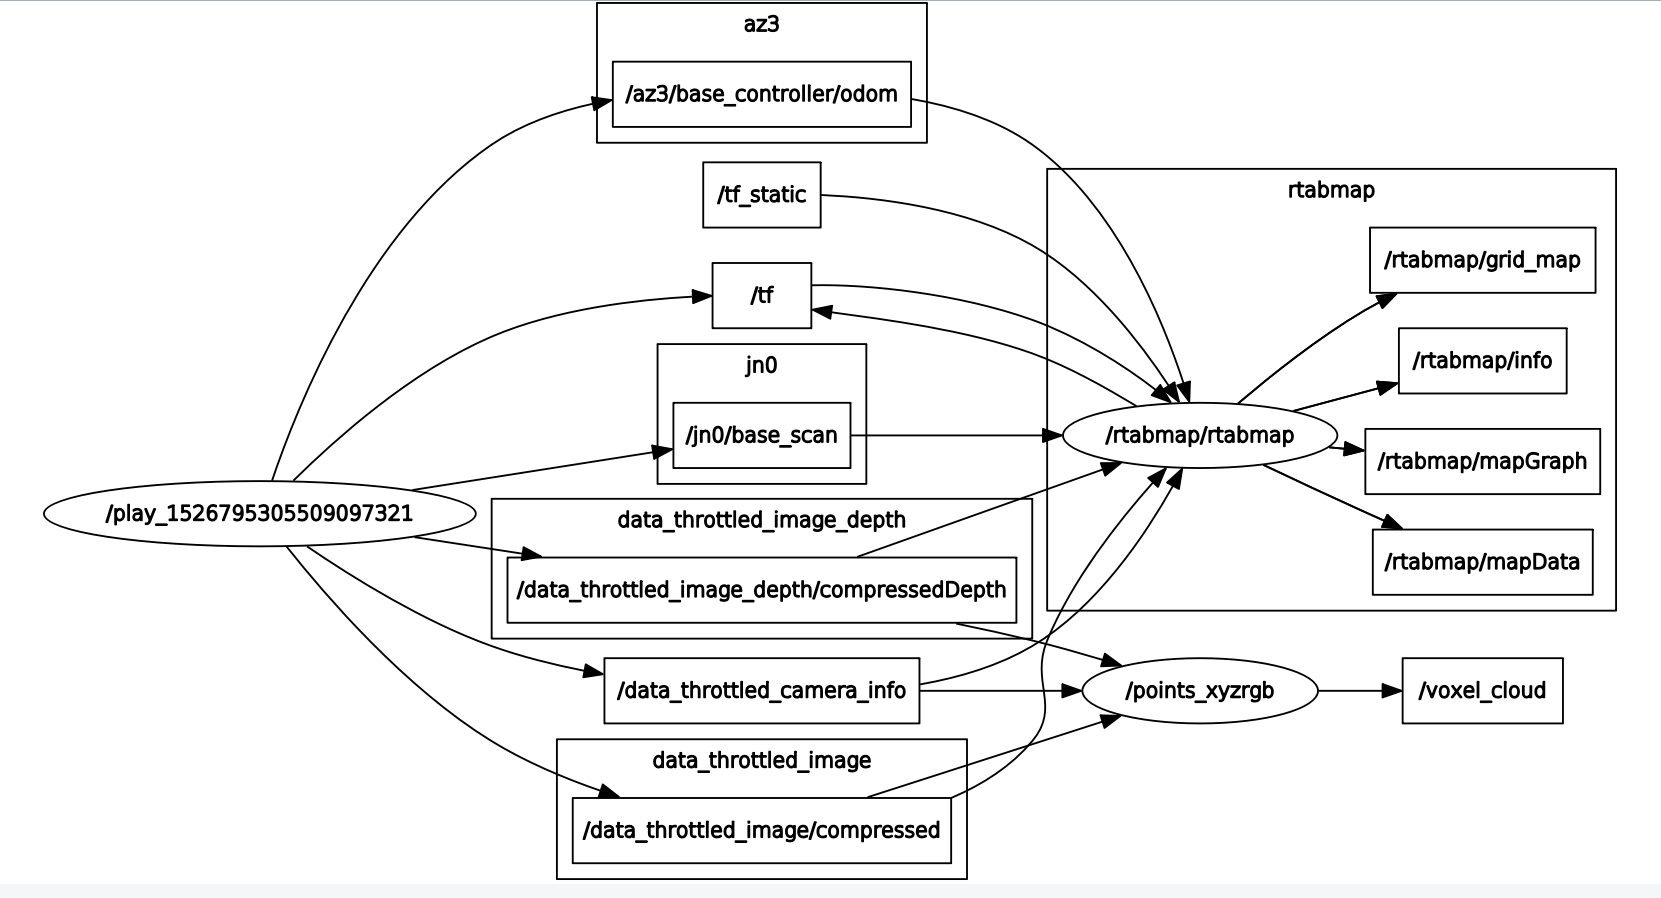 az3
/az3/base_controller/odom
/tf_static
rtabmap
/rtabmap/grid_map
/tf
/rtabmap/info
jn0
/jn0/base_scan
/rtabmap/rtabmap
/rtabmap/mapGraph
/play_1526795305509097321
data_throttled_image_depth
/data_throttled_image_depth/compressedDepth
/rtabmap/mapData
/data_throttled_camera_info
/points_xyzrgb
/voxel_cloud
data_throttled_image
/data_throttled_image/compressed